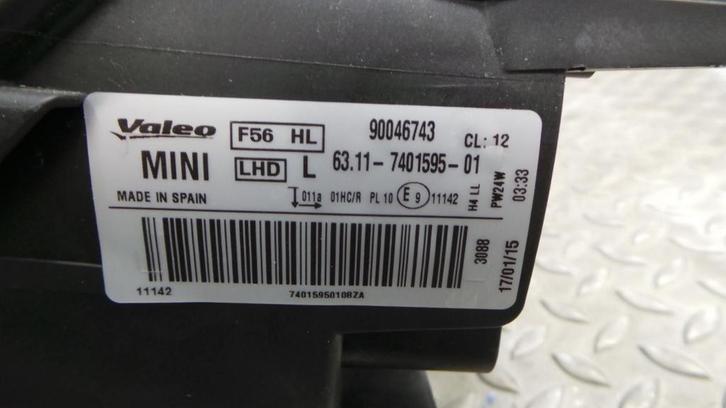 Valeo F56 HL 90046743 CL: 12
MINI LHD L 63.11-7401595-01
MADE IN SPAIN 011a 01HC/R PL 10 E 9 11142
H4 LL
PW24W
03:33
3088
17/01/15
11142 7401595010BZA